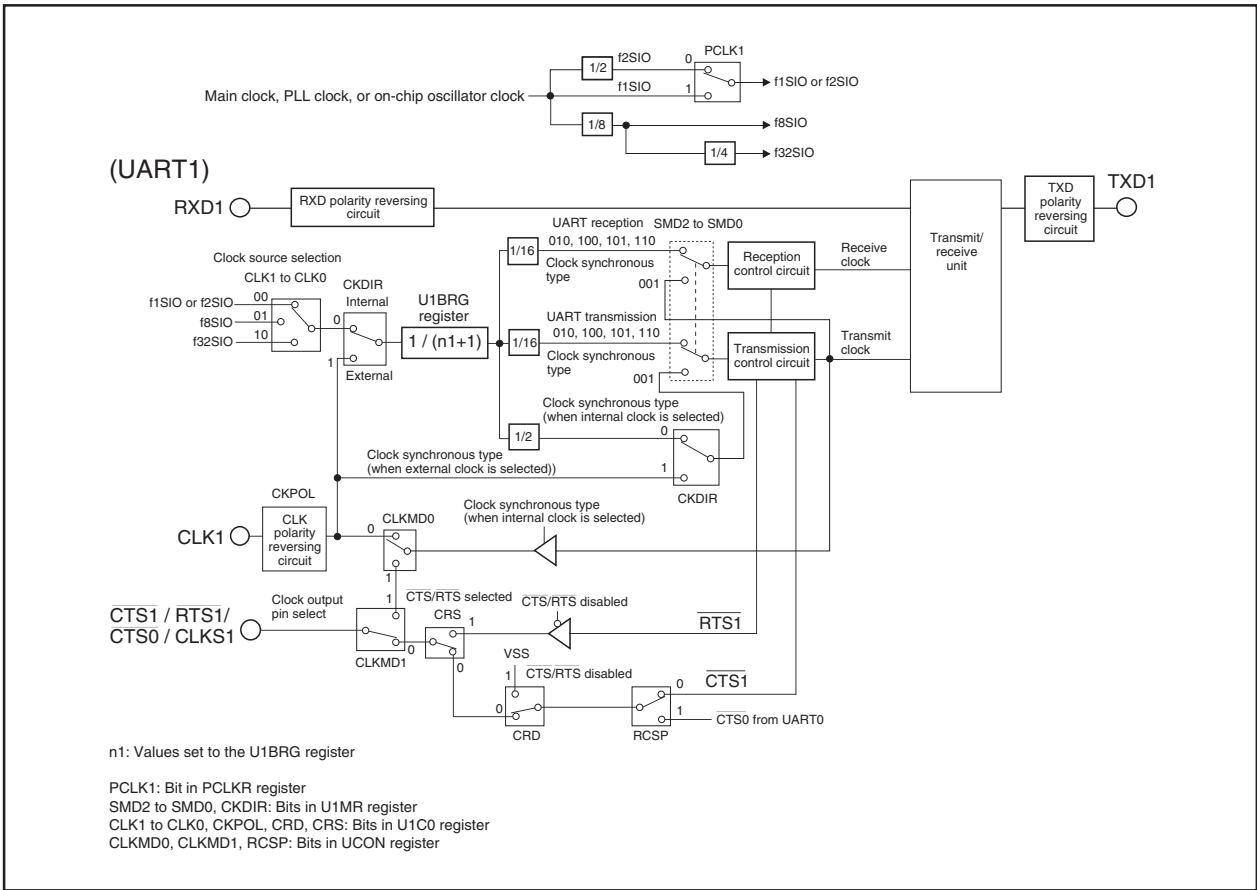 PCLK1
f2SIO
0
1/2
f1SIO or f2SIO
f1SIO
1
Main clock, PLL clock, or on-chip oscillator clock
1/8
f8SIO
1/4
f32SIO
(UART1)
RXD1
RXD polarity reversing
circuit
TXD
polarity
reversing
circuit
TXD1
Transmit/
receive
unit
UART reception
SMD2 to SMD0
010, 100, 101, 110
1/16
Clock synchronous
type
001
Reception
control circuit
Receive
clock
Clock source selection
CLK1 to CLK0
00
f1SIO or f2SIO
01
f8SIO
10
f32SIO
CKDIR
Internal
0
1
External
U1BRG
register
1 / (n1+1)
UART transmission
010, 100, 101, 110
1/16
Clock synchronous
type
001
Transmission
control circuit
Transmit
clock
Clock synchronous type
(when internal clock is selected)
1/2
0
Clock synchronous type
(when external clock is selected))
1
CKDIR
CKPOL
CLK1
CLK
polarity
reversing
circuit
CLKMD0
0
1
Clock synchronous type
(when internal clock is selected)
CTS1 / RTS1/
CTS0 / CLKS1
Clock output
pin select
1
0
CLKMD1
CTS/RTS selected
CRS
1
0
CTS/RTS disabled
RTS1
VSS
1
CTS/RTS disabled
0
CRD
0
CTS1
1
CTS0 from UART0
RCSP
n1: Values set to the U1BRG register
PCLK1: Bit in PCLKR register
SMD2 to SMD0, CKDIR: Bits in U1MR register
CLK1 to CLK0, CKPOL, CRD, CRS: Bits in U1C0 register
CLKMD0, CLKMD1, RCSP: Bits in UCON register